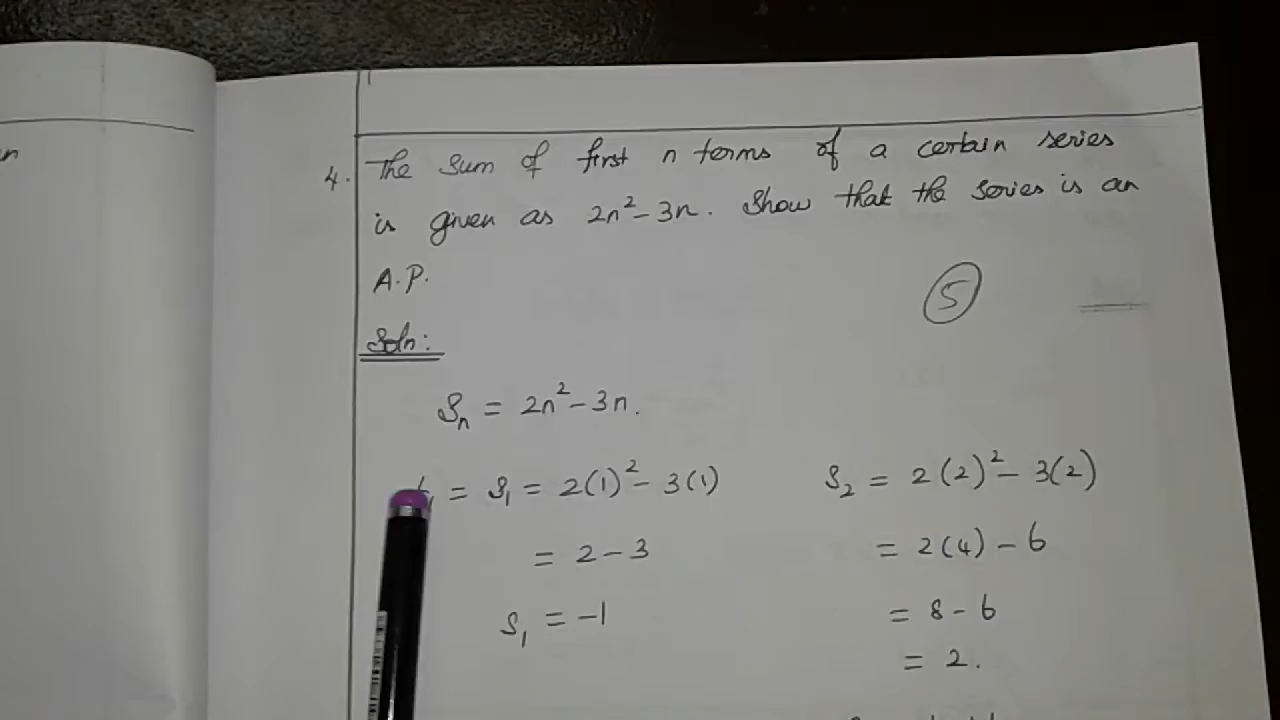 4. The sum of first n terms of a certain series
is given as 2n² - 3n. Show that the series is an
A.P.
5
Soln:
Sₙ = 2n² - 3n.
t₁ = S₁ = 2(1)² - 3(1)
= 2 - 3
S₁ = -1
S₂ = 2(2)² - 3(2)
= 2(4) - 6
= 8 - 6
= 2.